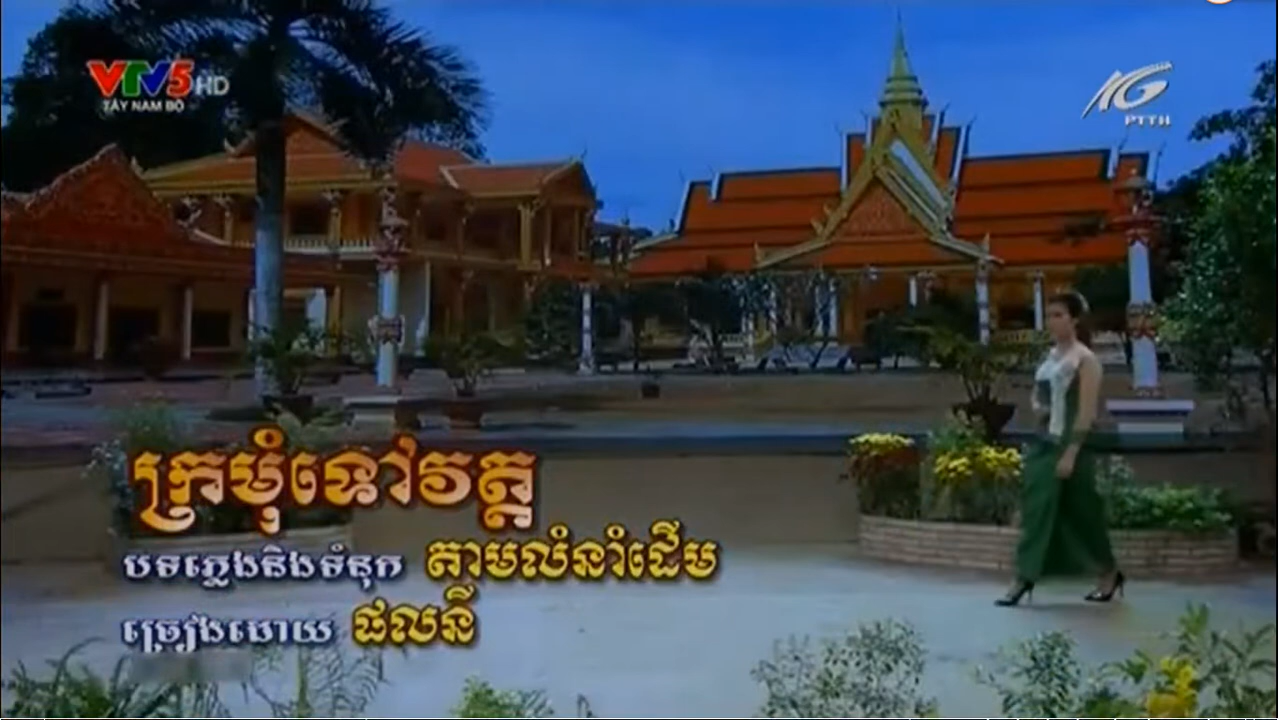 VTV5 HD
TÂY NAM BỘ
PTTH
ក្រមុំទៅវត្ត
បទភ្លេងនិងទំនុក តាមលំនាំដើម
ច្រៀងដោយ ផលនី